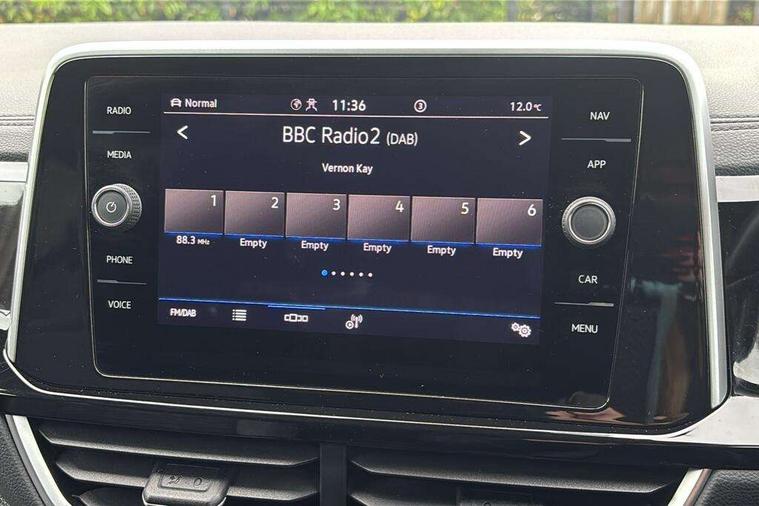 RADIO
MEDIA
PHONE
VOICE
Normal 11:36 3 12.0°C
BBC Radio2 (DAB)
Vernon Kay
1 2 3 4 5 6
88.3 MHz Empty Empty Empty Empty Empty
FM/DAB
NAV
APP
CAR
MENU